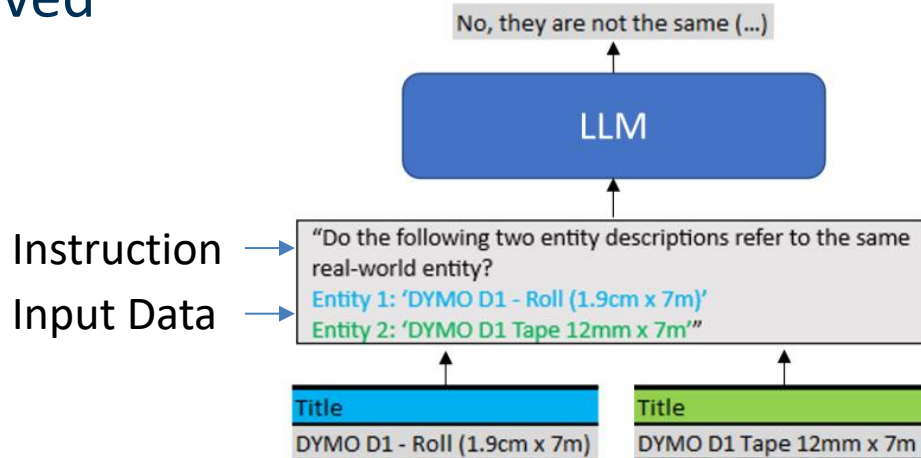 No, they are not the same (...)
LLM
Instruction
Input Data
“Do the following two entity descriptions refer to the same
real-world entity?
Entity 1: ‘DYMO D1 - Roll (1.9cm x 7m)’
Entity 2: ‘DYMO D1 Tape 12mm x 7m’”
Title
DYMO D1 - Roll (1.9cm x 7m)
Title
DYMO D1 Tape 12mm x 7m